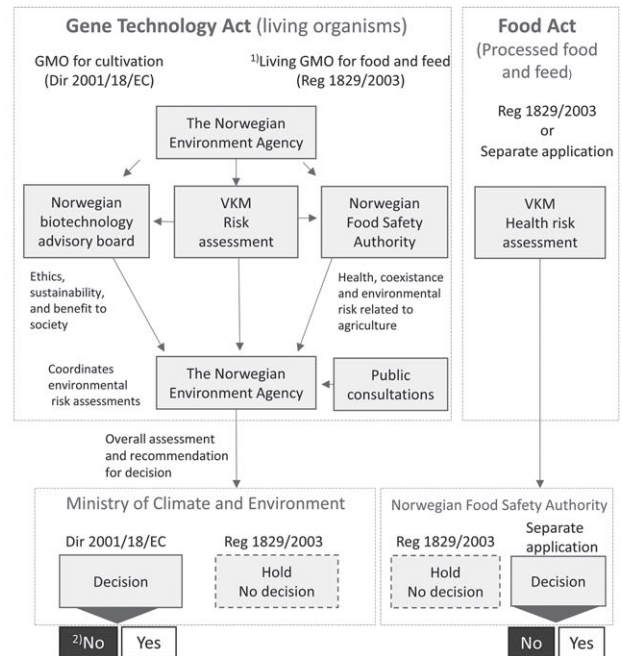 Gene Technology Act (living organisms)
GMO for cultivation
(Dir 2001/18/EC)
1)Living GMO for food and feed
(Reg 1829/2003)
The Norwegian
Environment Agency
Norwegian
biotechnology
advisory board
VKM
Risk
assessment
Norwegian
Food Safety
Authority
Ethics,
sustainability,
and benefit to
society
Health, coexistance
and environmental
risk related to
agriculture
Coordinates
environmental
risk assessments
The Norwegian
Environment Agency
Public
consultations
Overall assessment
and recommendation
for decision
Food Act
(Processed food
and feed)
Reg 1829/2003
or
Separate application
VKM
Health risk
assessment
Ministry of Climate and Environment
Dir 2001/18/EC
Reg 1829/2003
Decision
Hold
No decision
2)No
Yes
Norwegian Food Safety Authority
Reg 1829/2003
Separate
application
Hold
No decision
Decision
No
Yes